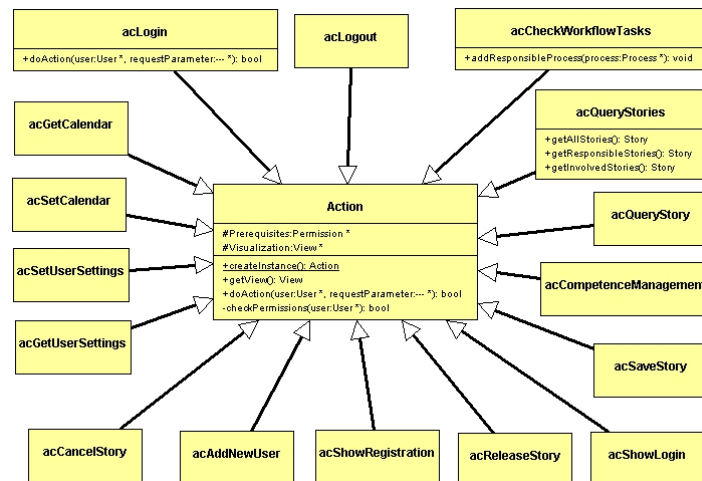 acLogin
+doAction(user:User *, requestParameter:--- *): bool
acLogout
acCheckWorkflowTasks
+addResponsibleProcess(process:Process *): void
acGetCalendar
acQueryStories
+getAllStories(): Story
+getResponsibleStories(): Story
+getInvolvedStories(): Story
acSetCalendar
Action
#Prerequisites:Permission *
#Visualization:View *
+createInstance(): Action
+getView(): View
+doAction(user:User *, requestParameter:--- *): bool
-checkPermissions(user:User *): bool
acQueryStory
acSetUserSettings
acCompetenceManagement
acGetUserSettings
acSaveStory
acCancelStory
acAddNewUser
acShowRegistration
acReleaseStory
acShowLogin